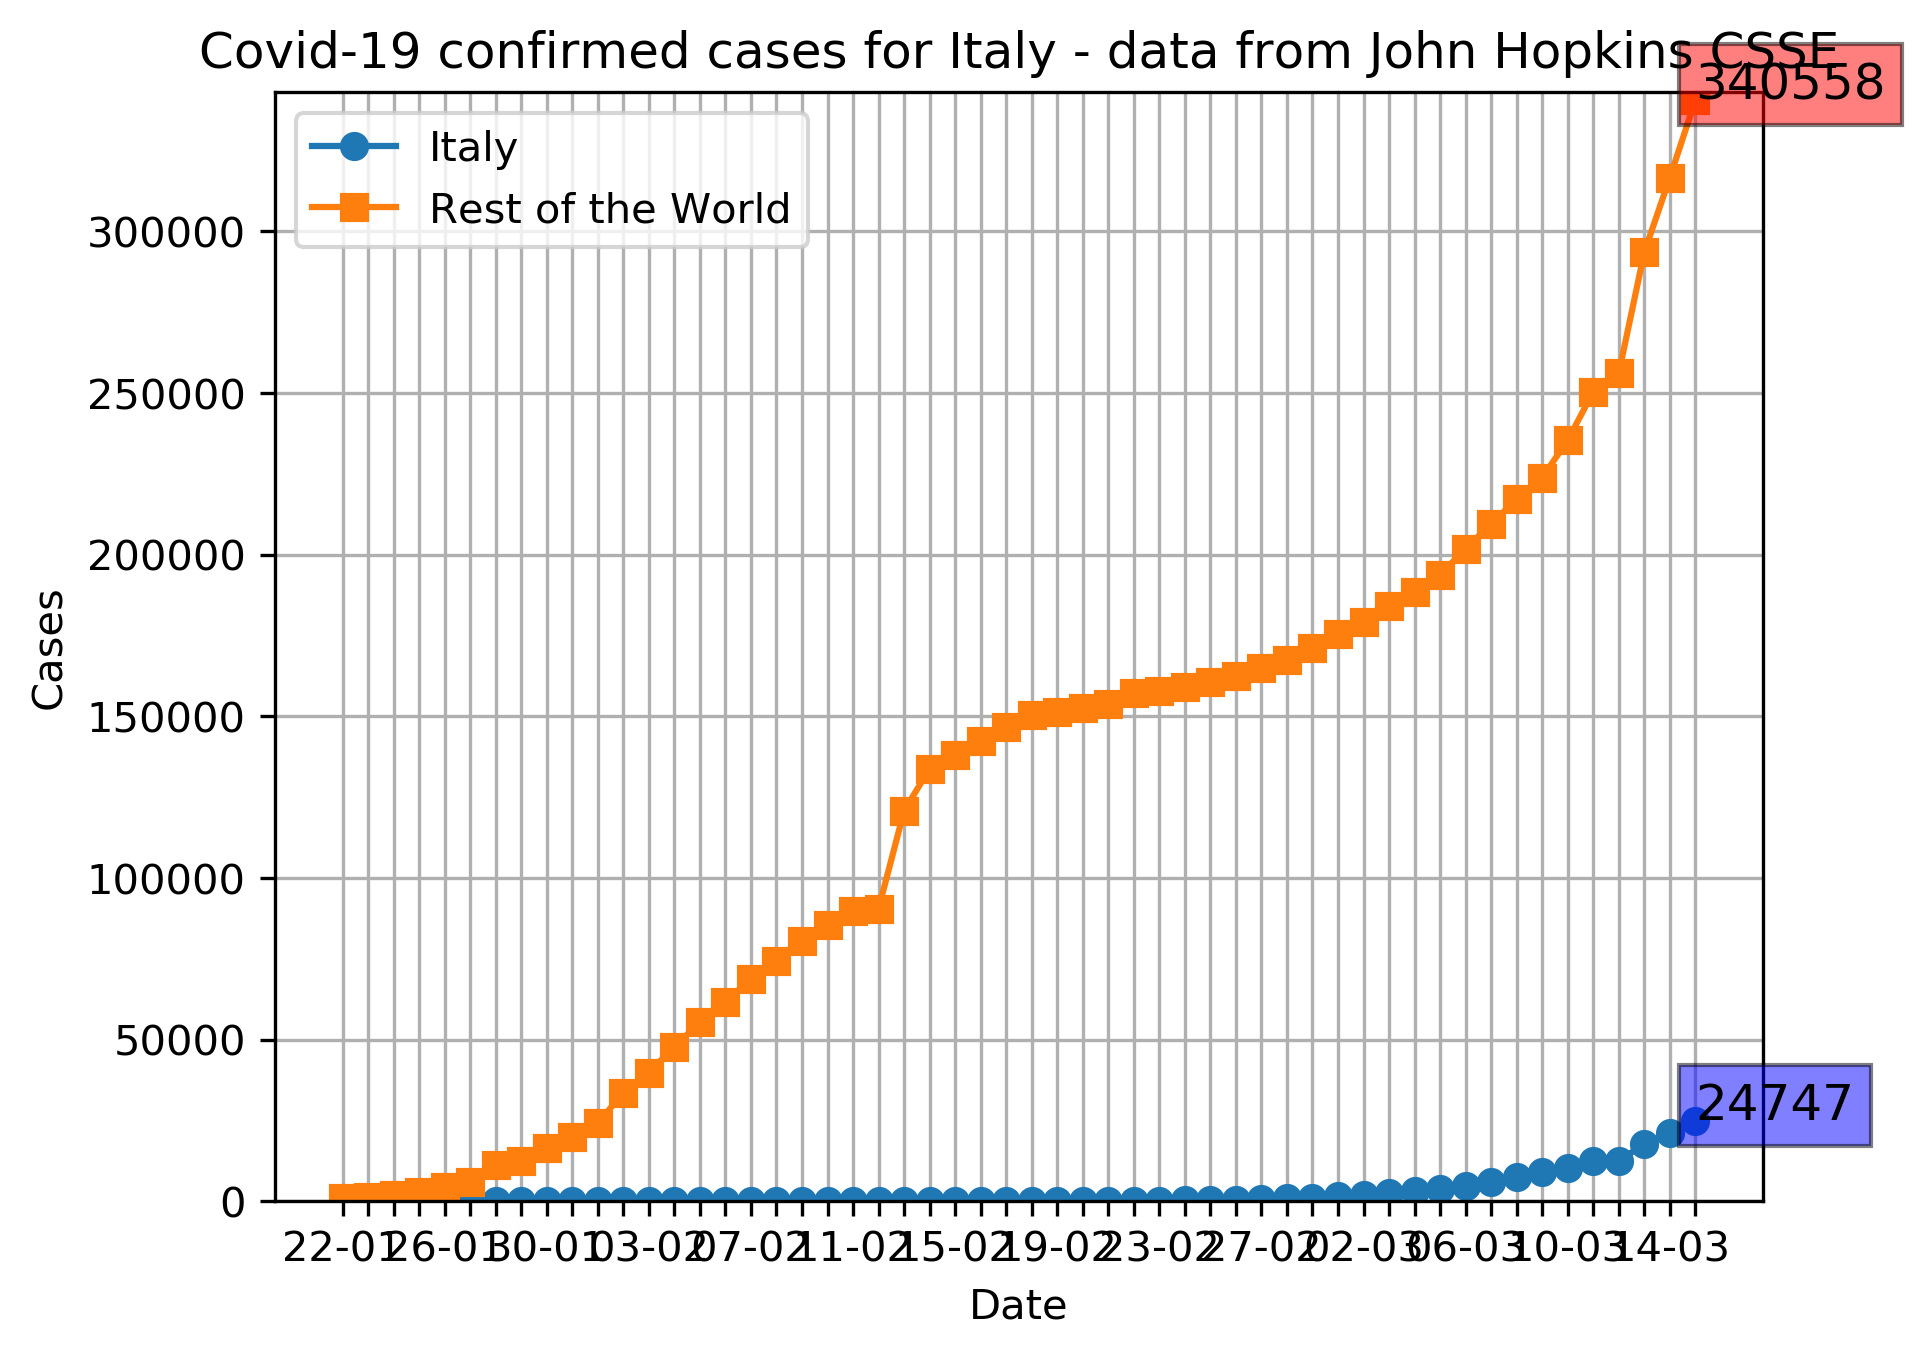 Covid-19 confirmed cases for Italy - data from John Hopkins CSSE
340558
Italy
Rest of the World
300000
250000
200000
150000
100000
50000
0
Cases
24747
22-01 26-01 30-01 03-02 07-02 11-02 15-02 19-02 23-02 27-02 02-03 06-03 10-03 14-03
Date